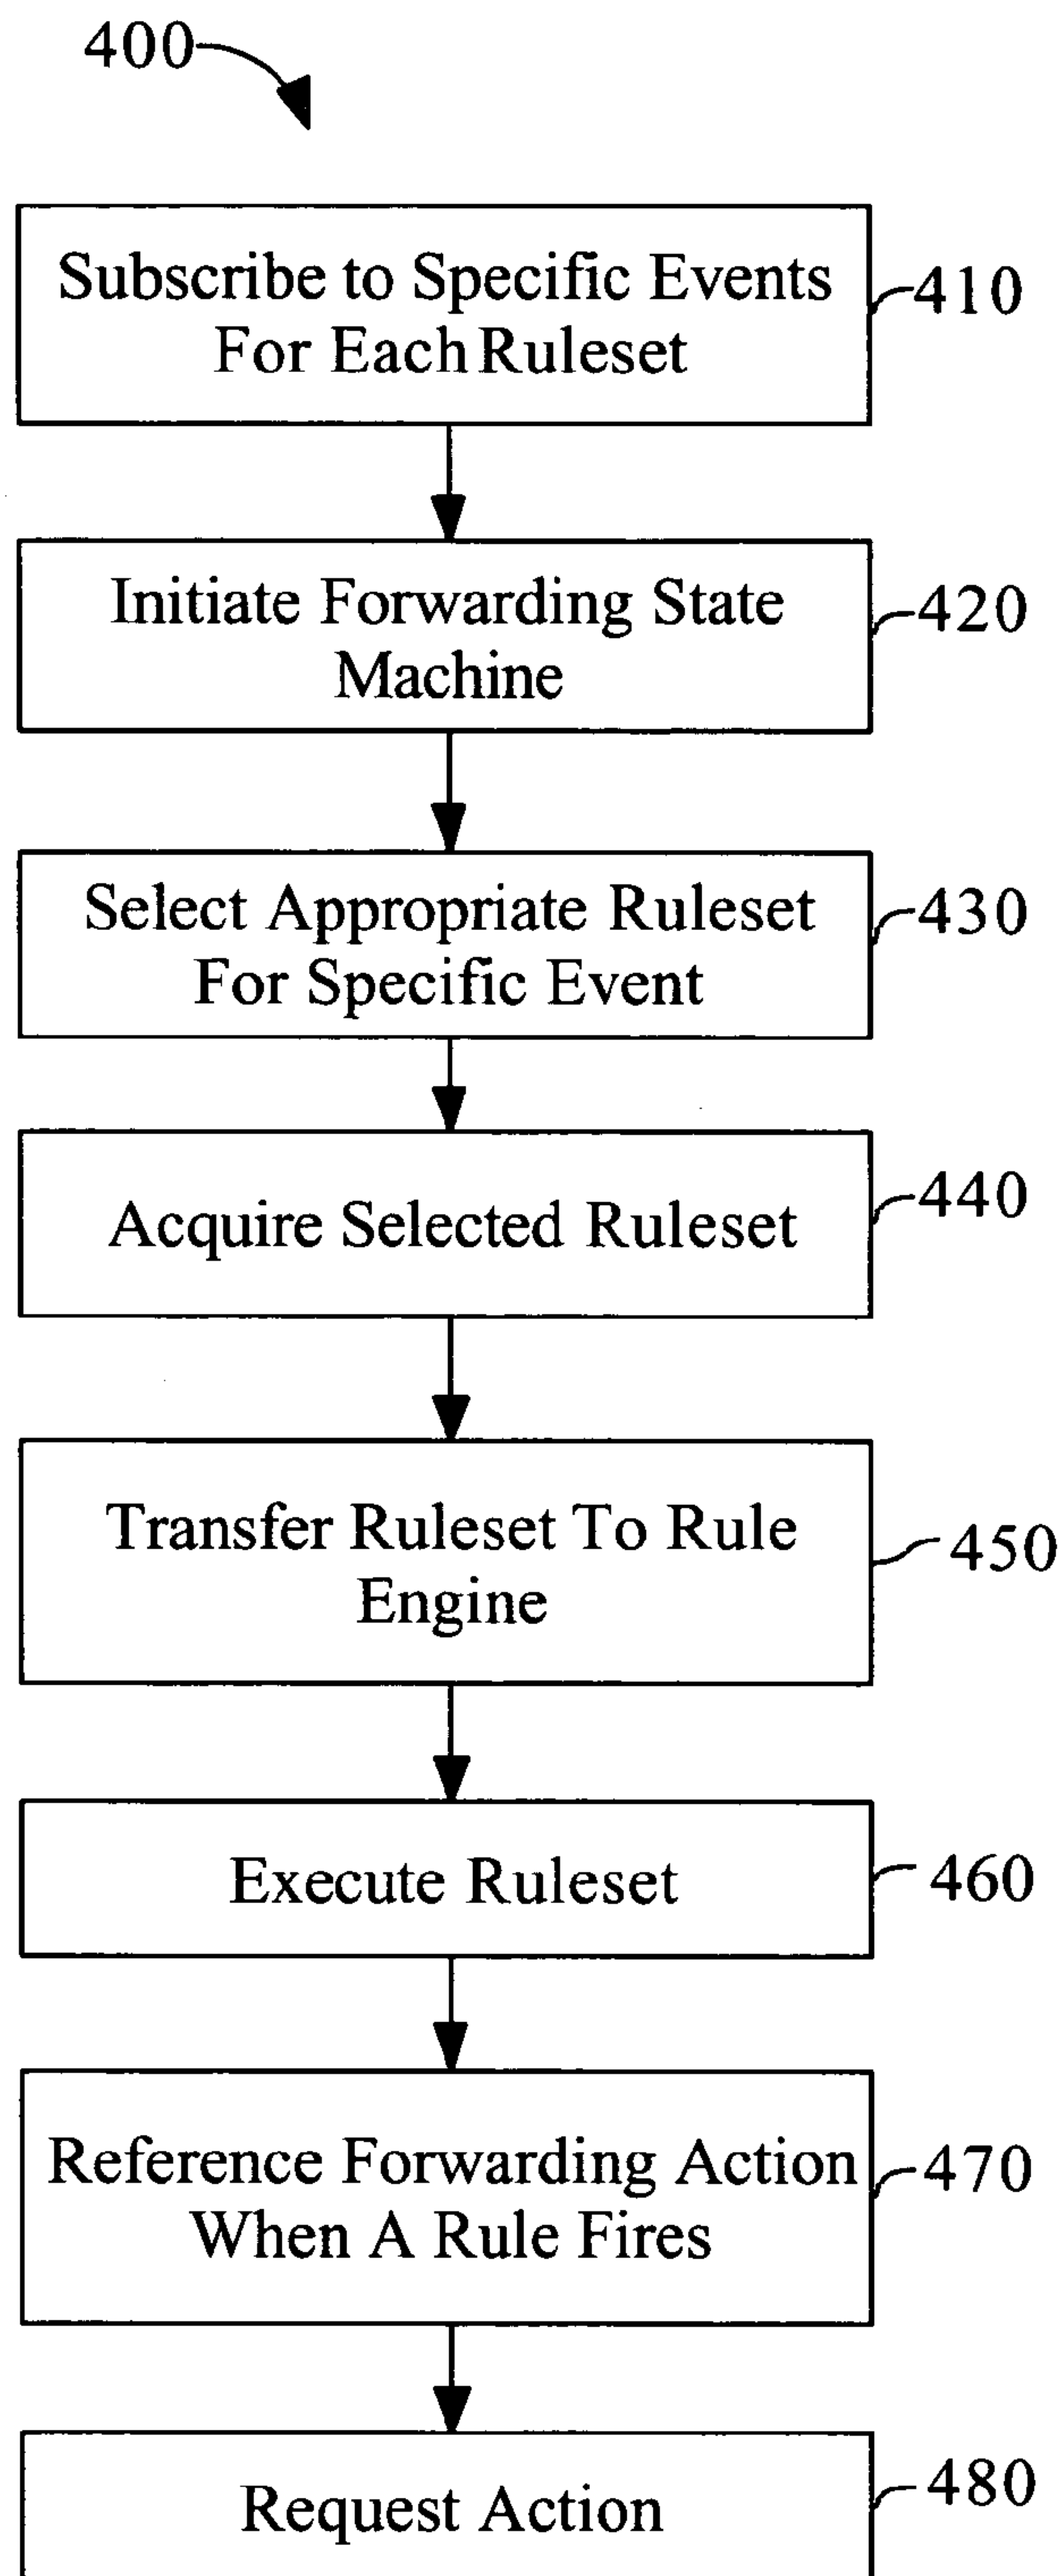 400
Subscribe to Specific Events
For Each Ruleset
410
Initiate Forwarding State
Machine
420
Select Appropriate Ruleset
For Specific Event
430
Acquire Selected Ruleset
440
Transfer Ruleset To Rule
Engine
450
Execute Ruleset
460
Reference Forwarding Action
When A Rule Fires
470
Request Action
480